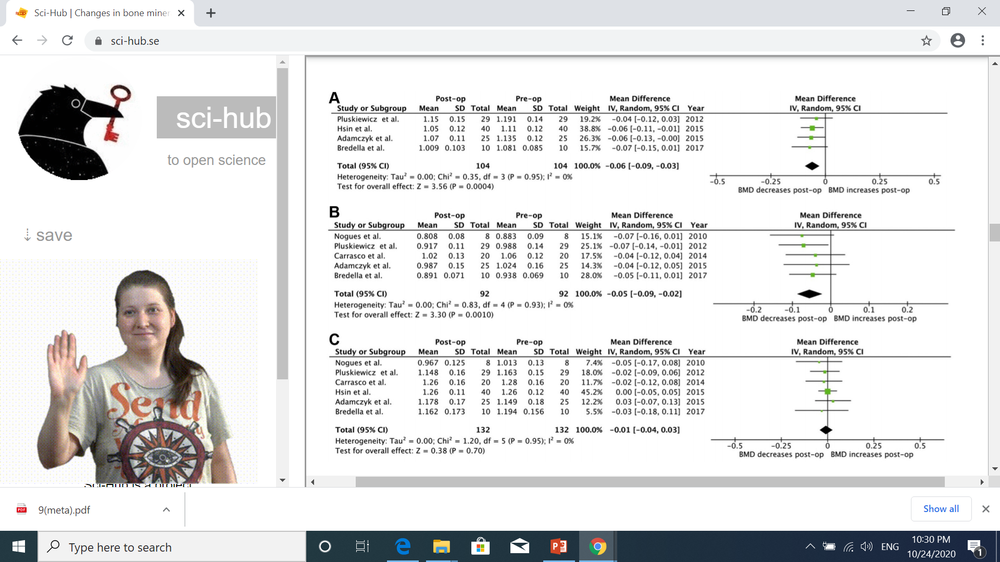 Sci-Hub | Changes in bone miner
sci-hub.se
sci-hub
to open science
⇣ save
Send
Sci-Hub is a project
A
Post-op Pre-op Mean Difference Mean Difference
Study or Subgroup Mean SD Total Mean SD Total Weight IV, Random, 95% CI Year IV, Random, 95% CI
Pluskiewicz et al. 1.15 0.15 29 1.191 0.14 29 19.2% -0.04 [-0.12, 0.03] 2012
Hsin et al. 1.05 0.12 40 1.11 0.12 40 38.8% -0.06 [-0.11, -0.01] 2015
Adamczyk et al. 1.07 0.11 25 1.135 0.12 25 26.3% -0.06 [-0.13, -0.00] 2015
Bredella et al. 1.009 0.103 10 1.081 0.085 10 15.7% -0.07 [-0.15, 0.01] 2017
Total (95% CI) 104 104 100.0% -0.06 [-0.09, -0.03]
Heterogeneity: Tau² = 0.00; Chi² = 0.35, df = 3 (P = 0.95); I² = 0%
Test for overall effect: Z = 3.56 (P = 0.0004)
-0.5 -0.25 0 0.25 0.5
BMD decreases post-op BMD increases post-op
B
Post-op Pre-op Mean Difference Mean Difference
Study or Subgroup Mean SD Total Mean SD Total Weight IV, Random, 95% CI Year IV, Random, 95% CI
Nogues et al. 0.808 0.08 8 0.883 0.09 8 15.1% -0.07 [-0.16, 0.01] 2010
Pluskiewicz et al. 0.917 0.11 29 0.988 0.14 29 25.1% -0.07 [-0.14, -0.01] 2012
Carrasco et al. 1.02 0.13 20 1.06 0.12 20 17.5% -0.04 [-0.12, 0.04] 2014
Adamczyk et al. 0.987 0.15 25 1.024 0.16 25 14.3% -0.04 [-0.12, 0.05] 2015
Bredella et al. 0.891 0.071 10 0.938 0.069 10 28.0% -0.05 [-0.11, 0.01] 2017
Total (95% CI) 92 92 100.0% -0.05 [-0.09, -0.02]
Heterogeneity: Tau² = 0.00; Chi² = 0.83, df = 4 (P = 0.93); I² = 0%
Test for overall effect: Z = 3.30 (P = 0.0010)
-0.2 -0.1 0 0.1 0.2
BMD decreases post-op BMD increases post-op
C
Post-op Pre-op Mean Difference Mean Difference
Study or Subgroup Mean SD Total Mean SD Total Weight IV, Random, 95% CI Year IV, Random, 95% CI
Nogues et al. 0.967 0.125 8 1.013 0.13 8 7.4% -0.05 [-0.17, 0.08] 2010
Pluskiewicz et al. 1.148 0.16 29 1.163 0.15 29 18.0% -0.02 [-0.09, 0.06] 2012
Carrasco et al. 1.26 0.16 20 1.28 0.16 20 11.7% -0.02 [-0.12, 0.08] 2014
Hsin et al. 1.26 0.11 40 1.26 0.12 40 45.2% 0.00 [-0.05, 0.05] 2015
Adamczyk et al. 1.178 0.17 25 1.149 0.18 25 12.2% 0.03 [-0.07, 0.13] 2015
Bredella et al. 1.162 0.173 10 1.194 0.156 10 5.5% -0.03 [-0.18, 0.11] 2017
Total (95% CI) 132 132 100.0% -0.01 [-0.04, 0.03]
Heterogeneity: Tau² = 0.00; Chi² = 1.20, df = 5 (P = 0.95); I² = 0%
Test for overall effect: Z = 0.38 (P = 0.70)
-0.5 -0.25 0 0.25 0.5
BMD decreases post-op BMD increases post-op
PDF 9(meta).pdf
Show all
Type here to search
ENG
10:30 PM
10/24/2020
1